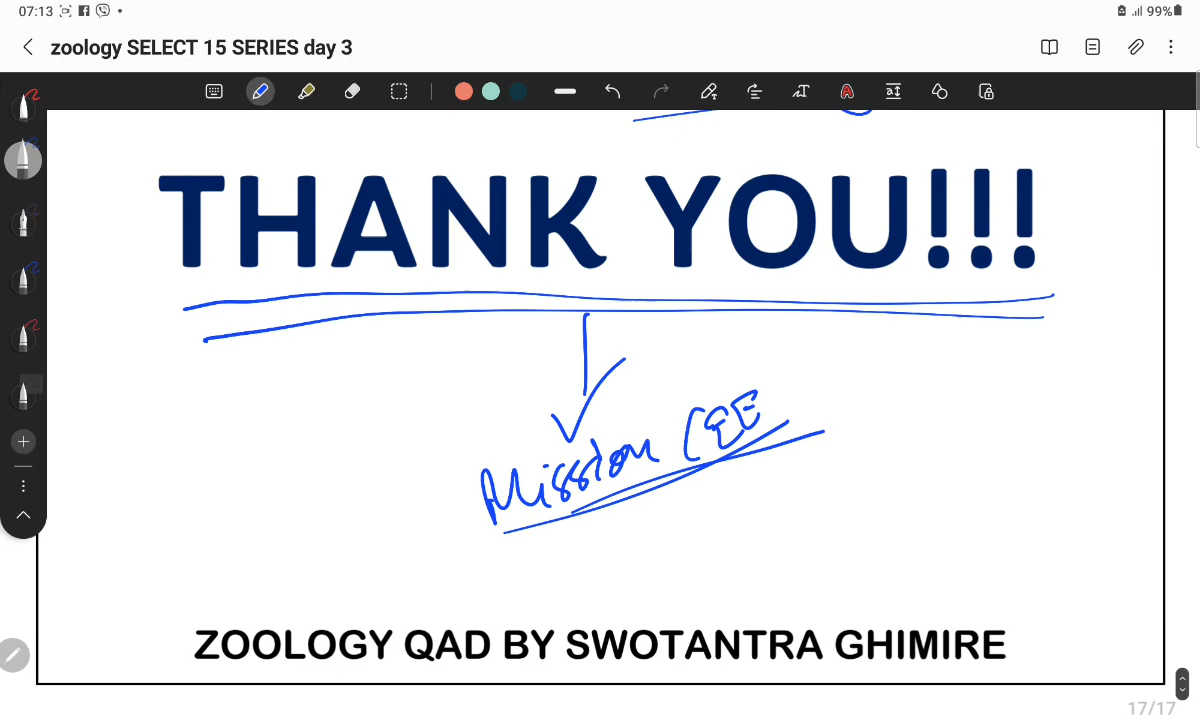 07:13
99%
zoology SELECT 15 SERIES day 3
THANK YOU!!!
Mission CEE
ZOOLOGY QAD BY SWOTANTRA GHIMIRE
17/17